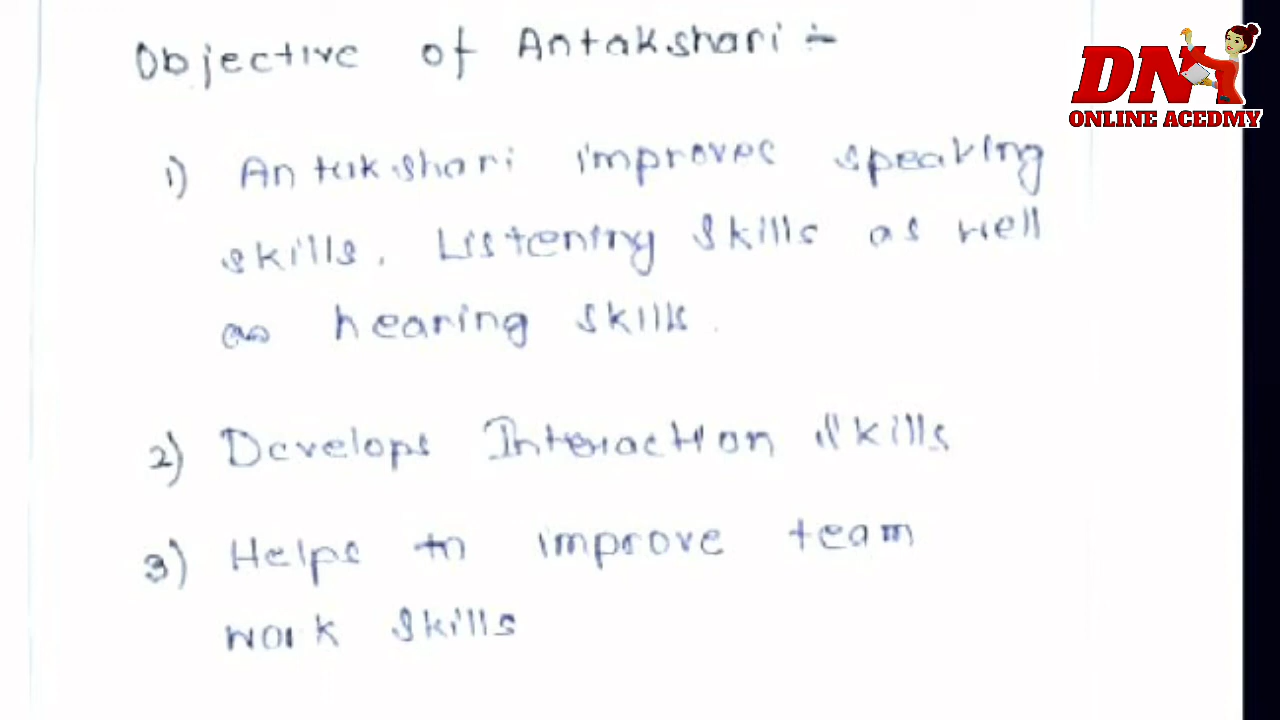 Objective of Antakshari :-
DNY
ONLINE ACEDMY
1) Antakshari improves speaking
skills. Listening skills as well
as hearing skills.
2) Develops Interaction skills
3) Helps to improve team
work skills